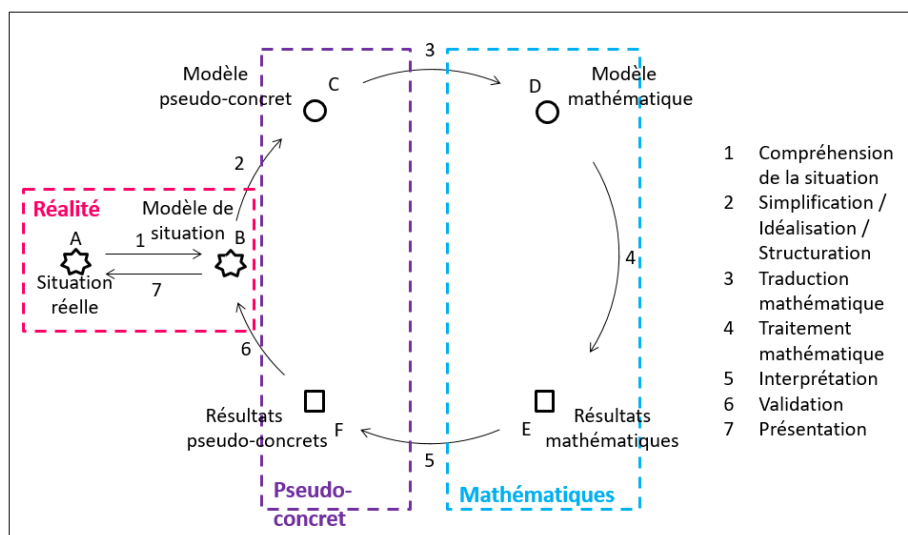 3
Modèle
pseudo-concret
C
D
Modèle
mathématique
2
Réalité
Modèle de
situation
A
1
B
7
Situation
réelle
4
6
Résultats
pseudo-concrets
F
E
Résultats
mathématiques
5
Pseudo-
concret
Mathématiques
1 Compréhension
de la situation
2 Simplification /
Idéalisation /
Structuration
3 Traduction
mathématique
4 Traitement
mathématique
5 Interprétation
6 Validation
7 Présentation